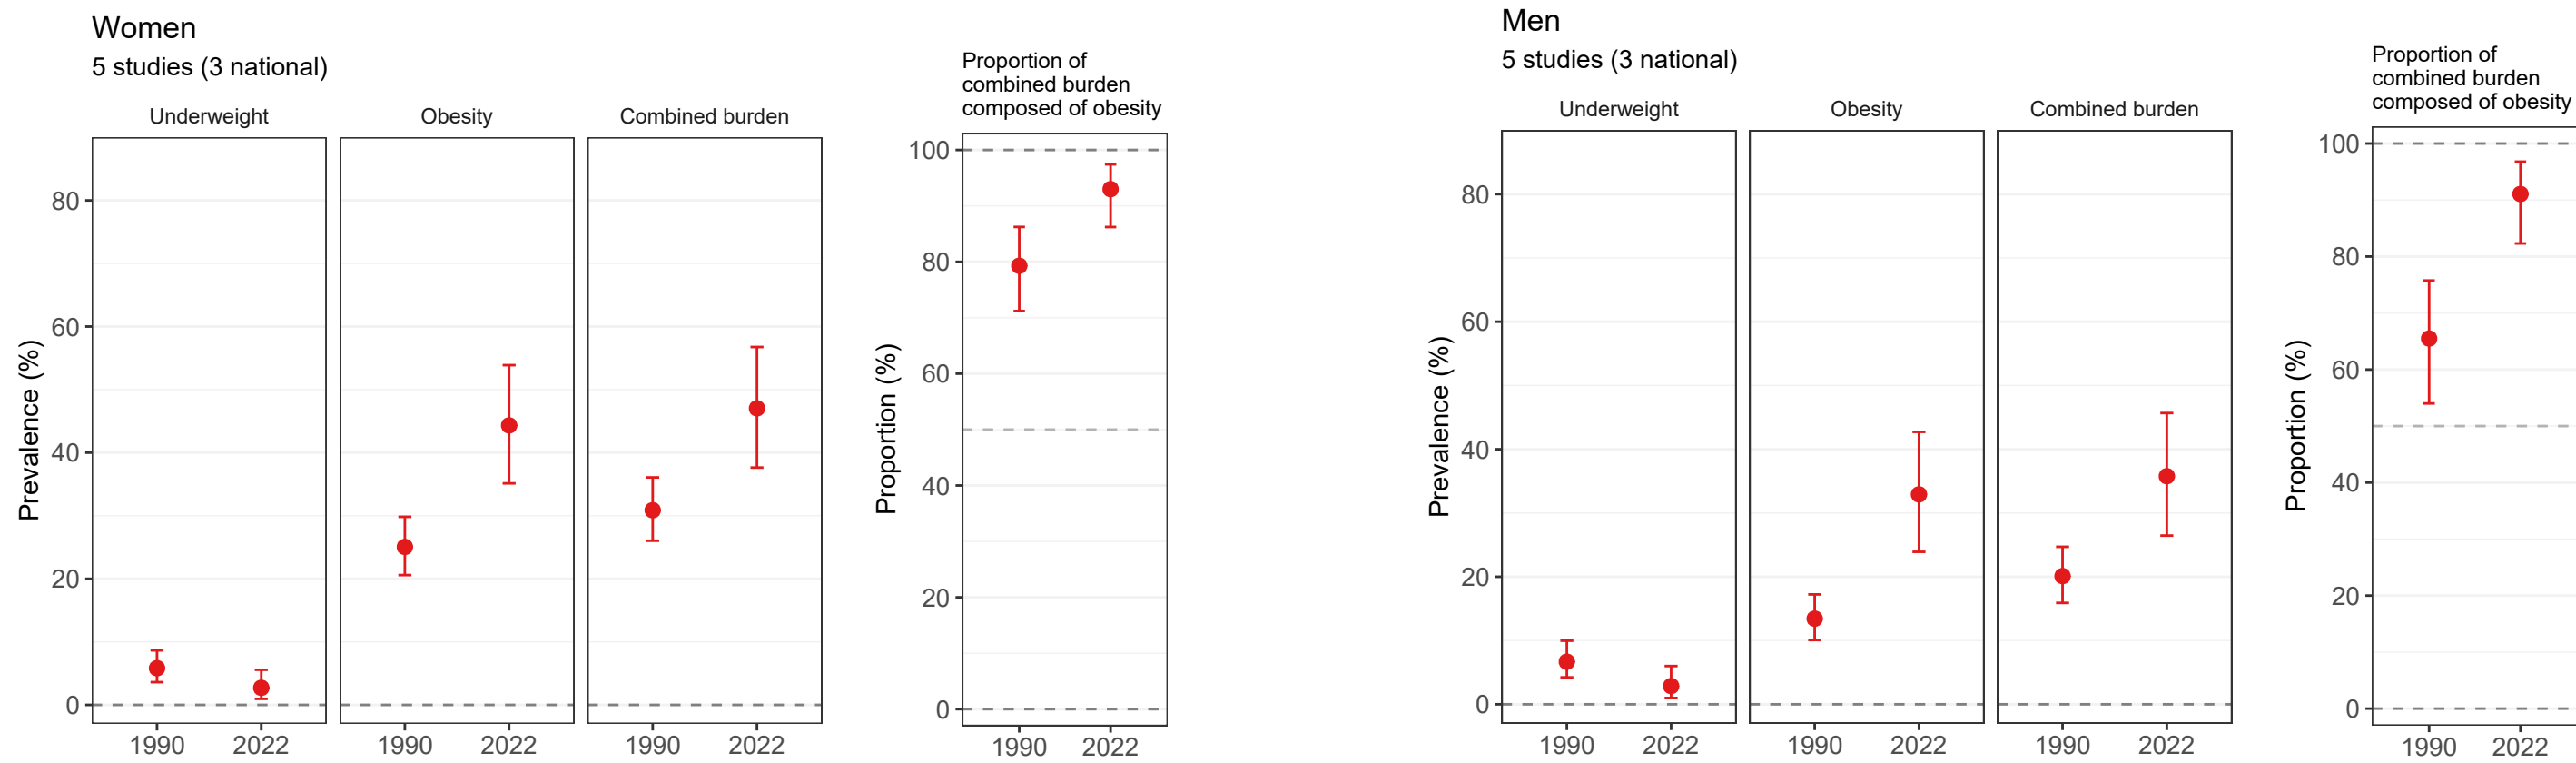 Women
5 studies (3 national)
Underweight
Obesity
Combined burden
Prevalence (%)
80
60
40
20
0
1990 2022
1990 2022
1990 2022
Proportion of
combined burden
composed of obesity
Proportion (%)
100
80
60
40
20
0
1990 2022
Men
5 studies (3 national)
Underweight
Obesity
Combined burden
Prevalence (%)
80
60
40
20
0
1990 2022
1990 2022
1990 2022
Proportion of
combined burden
composed of obesity
Proportion (%)
100
80
60
40
20
0
1990 2022